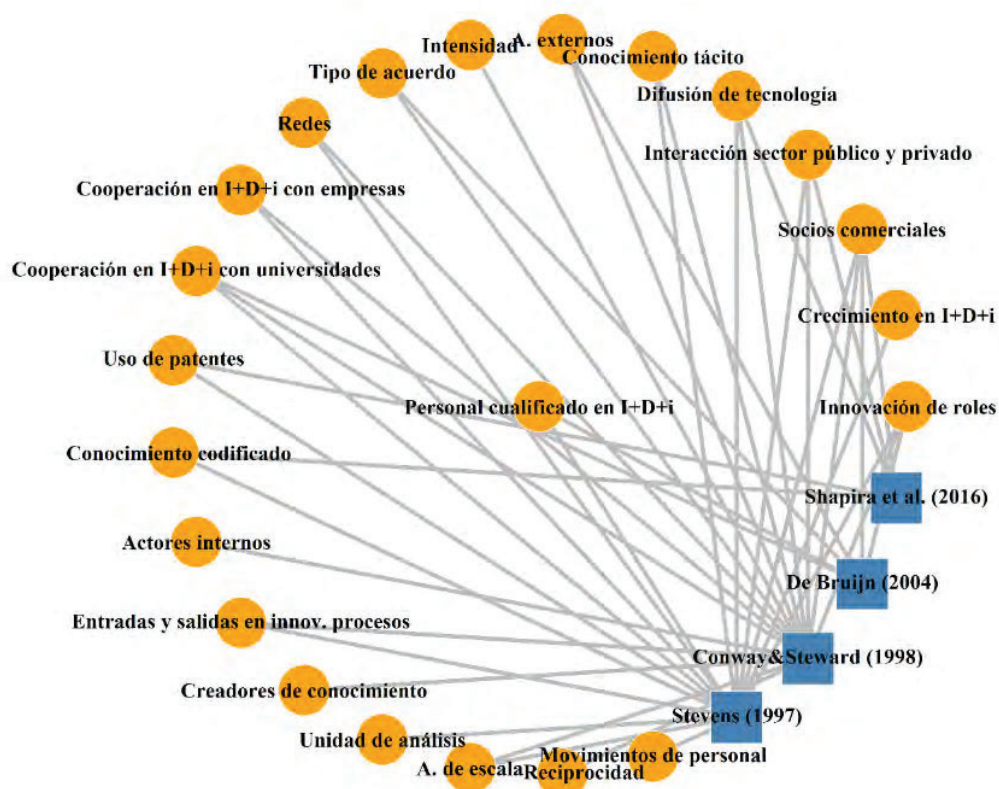 A. externos
Intensidad
Conocimiento tácito
Tipo de acuerdo
Difusión de tecnología
Redes
Interacción sector público y privado
Cooperación en I+D+i con empresas
Socios comerciales
Cooperación en I+D+i con universidades
Crecimiento en I+D+i
Uso de patentes
Personal cualificado en I+D+i
Innovación de roles
Conocimiento codificado
Shapira et al. (2016)
Actores internos
De Bruijn (2004)
Entradas y salidas en innov. procesos
Conway&Steward (1998)
Creadores de conocimiento
Stevens (1997)
Unidad de análisis
Movimientos de personal
A. de escala
Reciprocidad